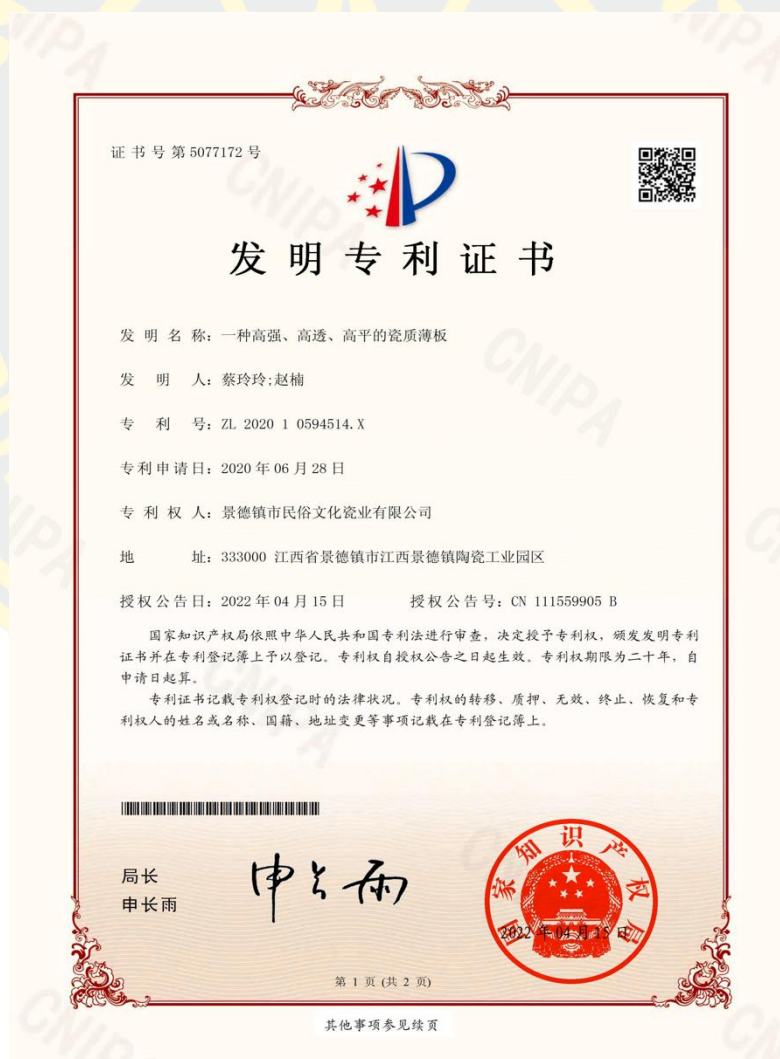 证书号第5077172号
发明专利证书
发明名称：一种高强、高透、高平的瓷质薄板
发明人：蔡玲玲;赵楠
专利号：ZL 2020 1 0594514.X
专利申请日：2020年06月28日
专利权人：景德镇市民俗文化瓷业有限公司
地址：333000 江西省景德镇市江西景德镇陶瓷工业园区
授权公告日：2022年04月15日 授权公告号：CN 111559905 B
国家知识产权局依照中华人民共和国专利法进行审查，决定授予专利权，颁发发明专利
证书并在专利登记簿上予以登记。专利权自授权公告之日起生效。专利权期限为二十年，自
申请日起算。
专利证书记载专利权登记时的法律状况。专利权的转移、质押、无效、终止、恢复和专
利权人的姓名或名称、国籍、地址变更等事项记载在专利登记簿上。
局长
申长雨
申长雨
国家知识产权局
2022年04月15日
第 1 页 (共 2 页)
其他事项参见续页
CNIPA
CNIPA
CNIPA
CNIPA